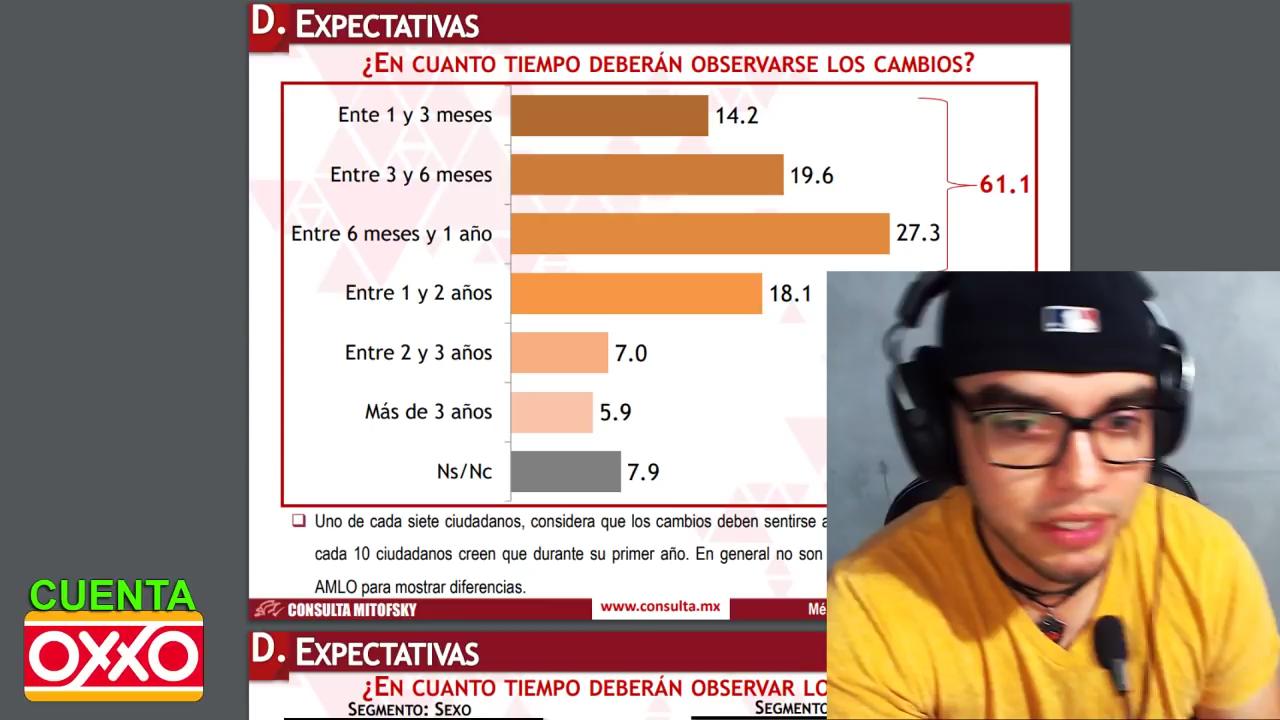 D. EXPECTATIVAS
¿EN CUANTO TIEMPO DEBERÁN OBSERVARSE LOS CAMBIOS?
Ente 1 y 3 meses 14.2
Entre 3 y 6 meses 19.6
61.1
Entre 6 meses y 1 año 27.3
Entre 1 y 2 años 18.1
Entre 2 y 3 años 7.0
Más de 3 años 5.9
Ns/Nc 7.9
Uno de cada siete ciudadanos, considera que los cambios deben sentirse
cada 10 ciudadanos creen que durante su primer año. En general no son
AMLO para mostrar diferencias.
CONSULTA MITOFSKY www.consulta.mx
CUENTA
OXXO
D. EXPECTATIVAS
¿EN CUANTO TIEMPO DEBERÁN OBSERVAR
SEGMENTO: SEXO SEGMENTO